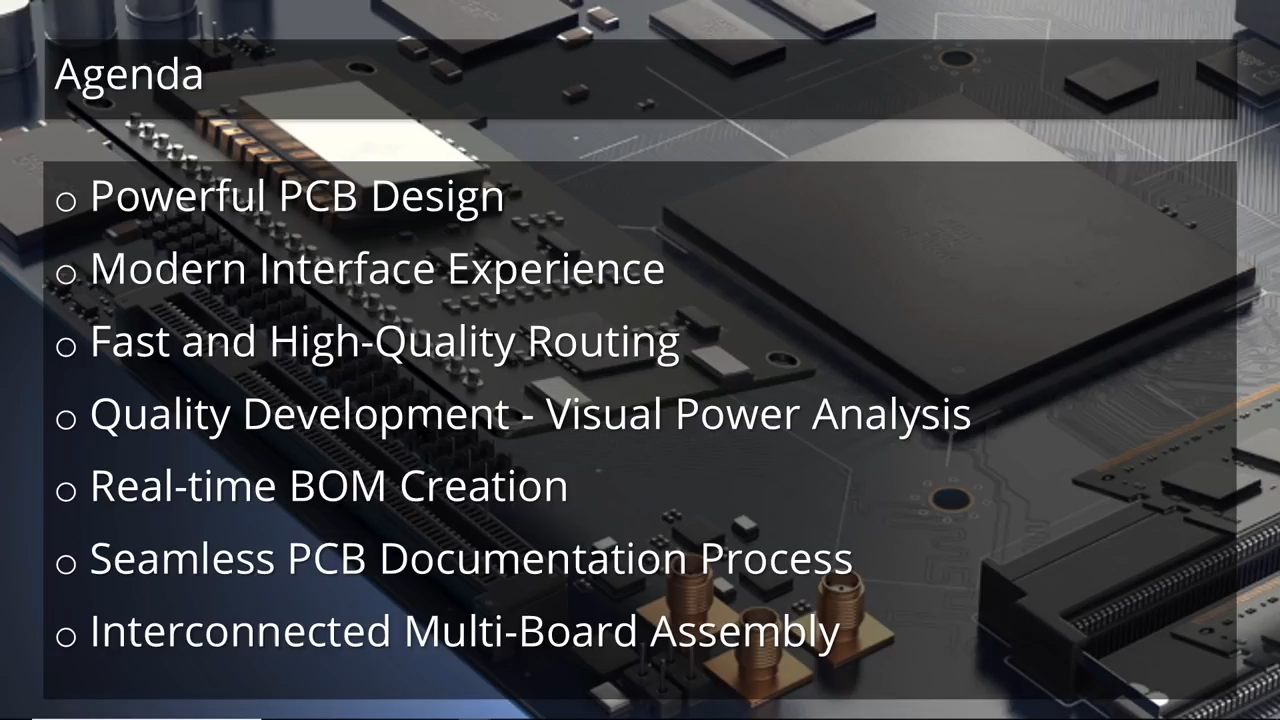 Agenda
○ Powerful PCB Design
○ Modern Interface Experience
○ Fast and High-Quality Routing
○ Quality Development - Visual Power Analysis
○ Real-time BOM Creation
○ Seamless PCB Documentation Process
○ Interconnected Multi-Board Assembly